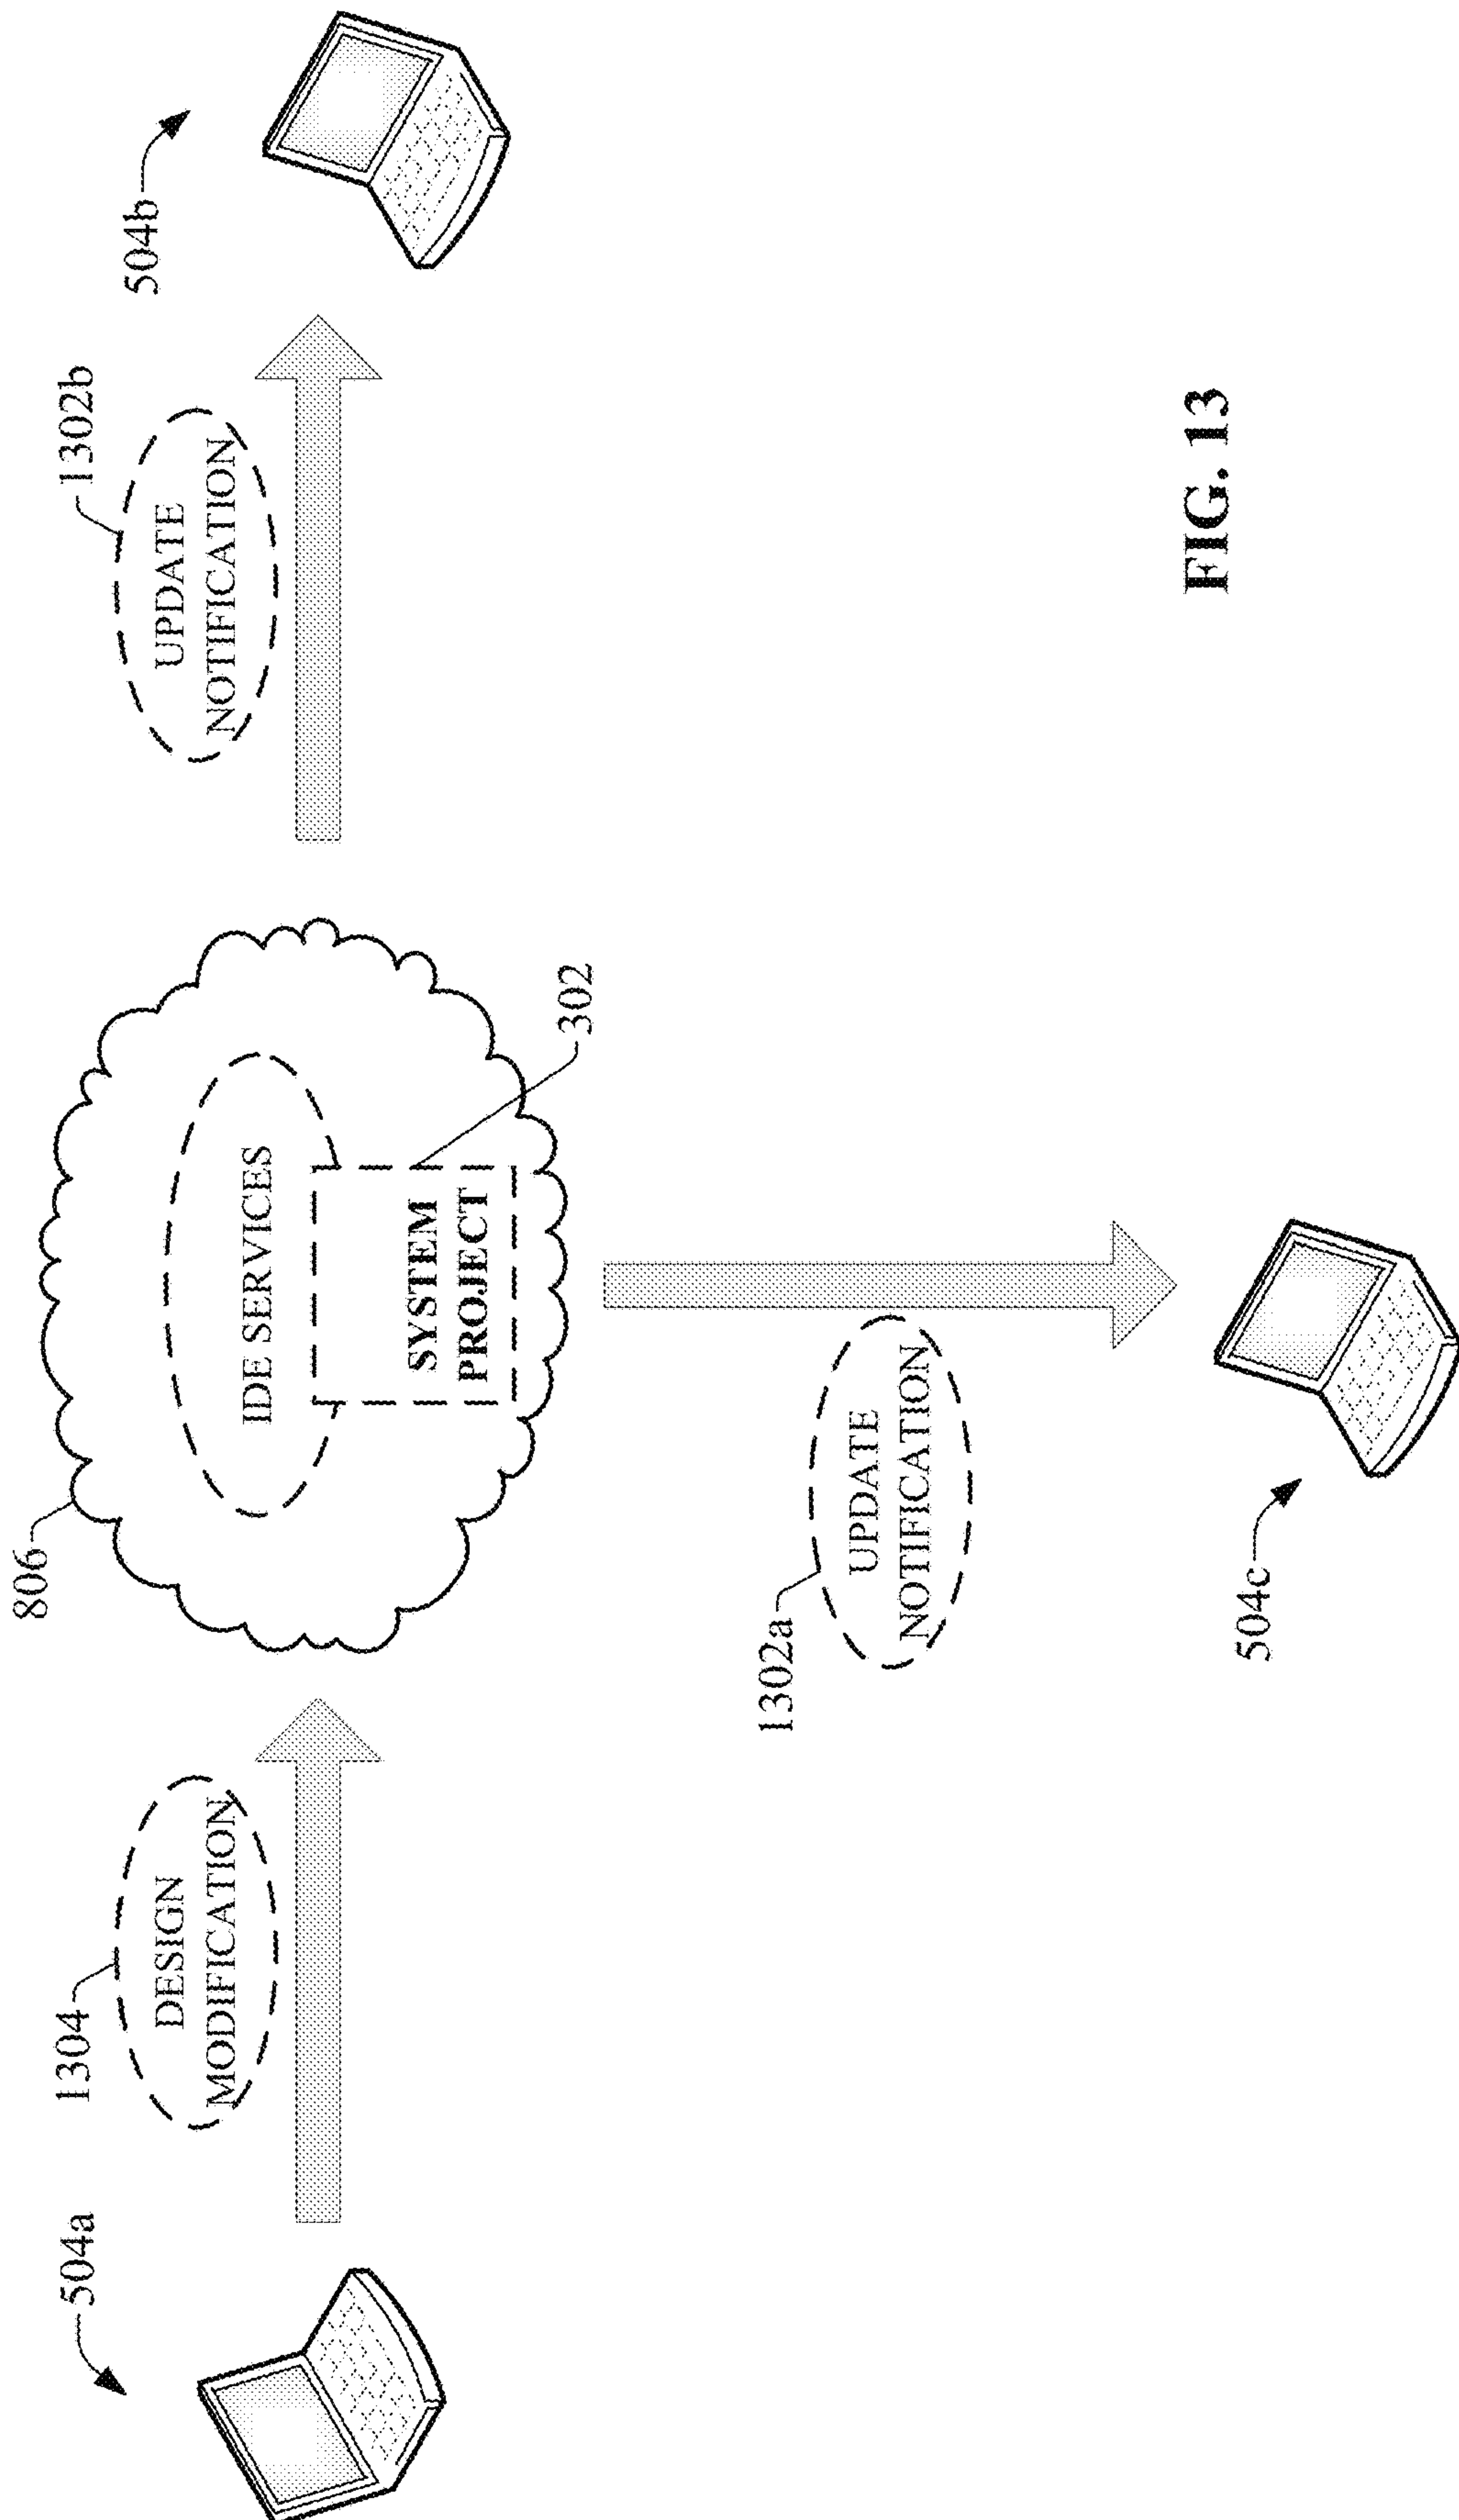 504a
1304
DESIGN
MODIFICATION
806
IDE SERVICES
SYSTEM
PROJECT
302
1302b
UPDATE
NOTIFICATION
504b
1302a
UPDATE
NOTIFICATION
504c
FIG. 13